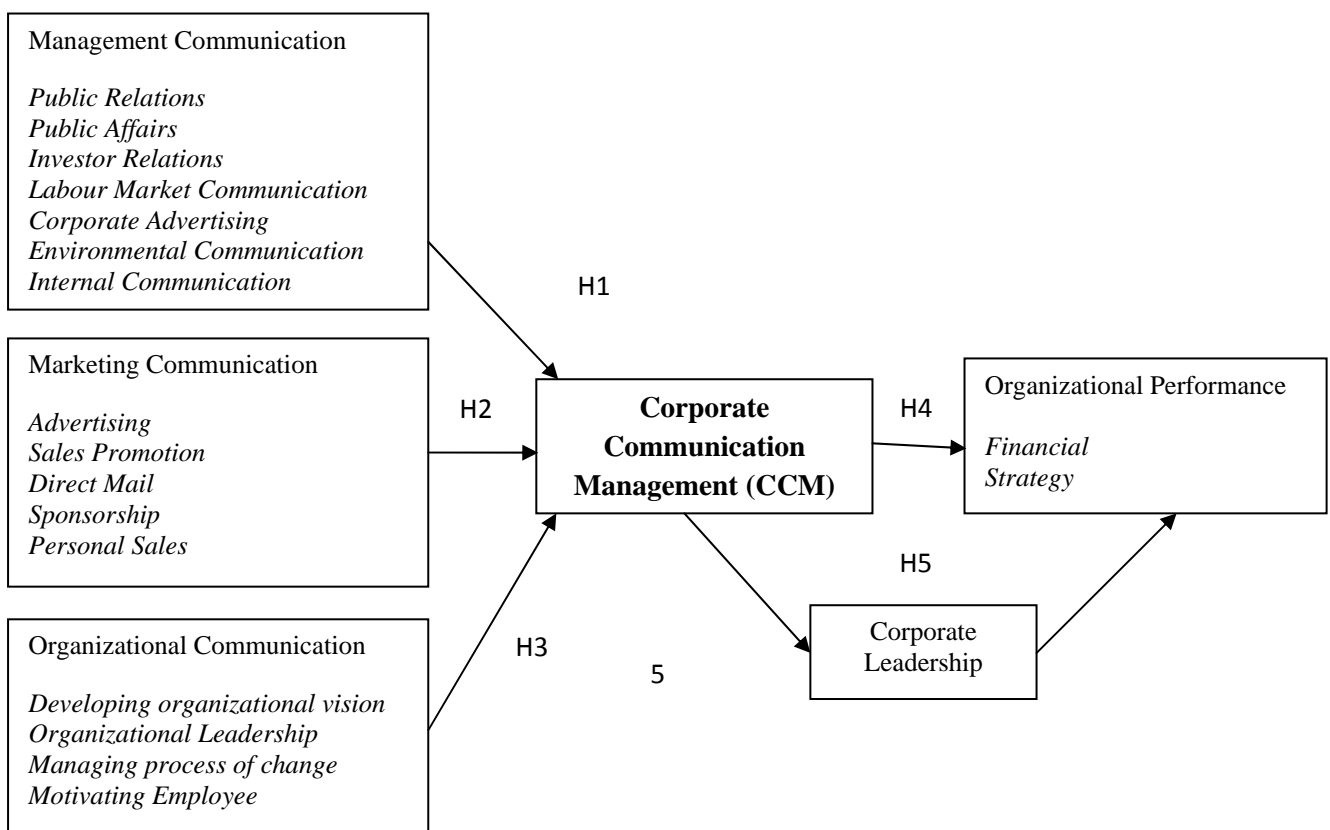 Management Communication
Public Relations
Public Affairs
Investor Relations
Labour Market Communication
Corporate Advertising
Environmental Communication
Internal Communication
H1
Marketing Communication
Advertising
Sales Promotion
Direct Mail
Sponsorship
Personal Sales
H2
Corporate
Communication
Management (CCM)
H4
Organizational Performance
Financial
Strategy
Organizational Communication
Developing organizational vision
Organizational Leadership
Managing process of change
Motivating Employee
H3
5
H5
Corporate
Leadership